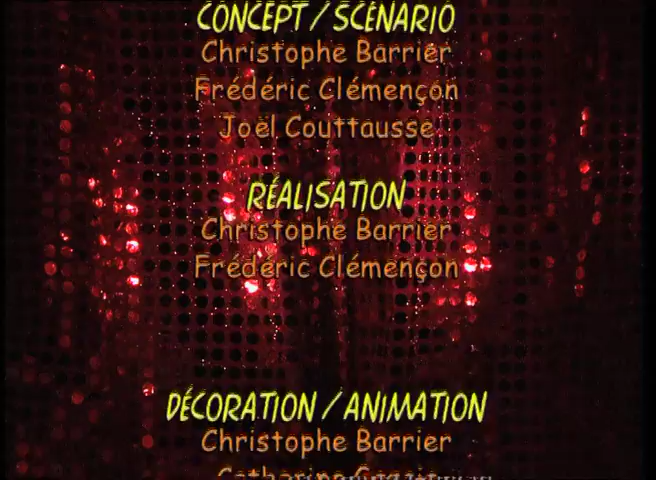 CONCEPT / SCÉNARIO
Christophe Barrier
Frédéric Clémençon
Joël Couttausse
RÉALISATION
Christophe Barrier
Frédéric Clémençon
DÉCORATION / ANIMATION
Christophe Barrier